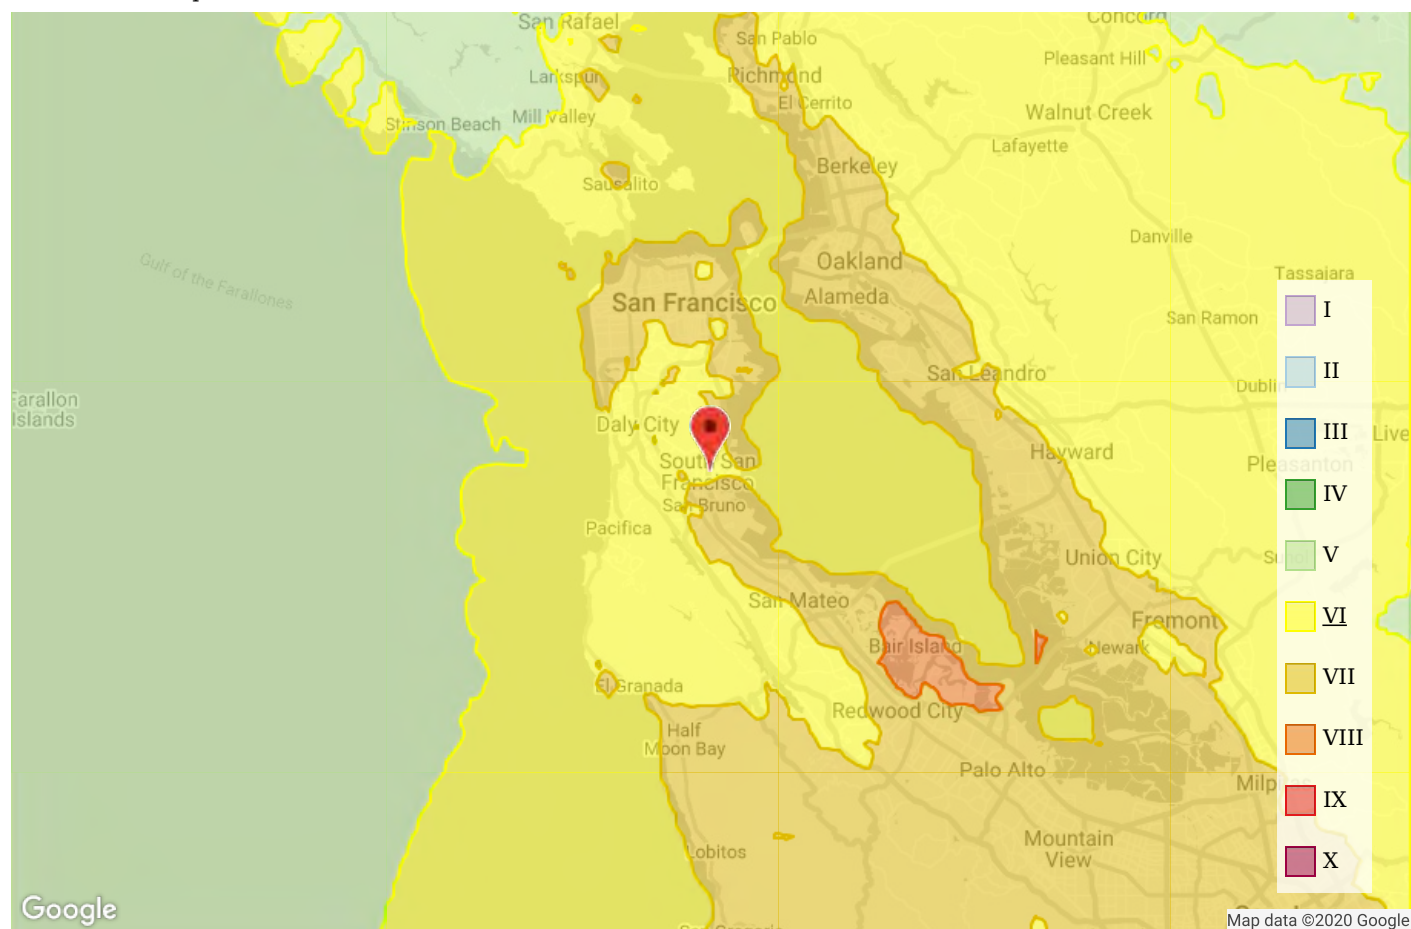 San Rafael
Concord
San Pablo
Pleasant Hill
Larkspur
Richmond
El Cerrito
Walnut Creek
Stinson Beach
Mill Valley
Lafayette
Berkeley
Sausalito
Danville
Gulf of the Farallones
Oakland
Tassajara
San Francisco
Alameda
San Ramon
I
II
III
IV
V
VI
VII
VIII
IX
X
San Leandro
Dublin
Farallon
Islands
Daly City
Live
Hayward
Pleasanton
South San
Francisco
San Bruno
Pacifica
Union City
San Mateo
Fremont
Bair Island
Newark
El Granada
Redwood City
Half
Moon Bay
Palo Alto
Milpitas
Mountain
View
Lobitos
Google
Map data ©2020 Google